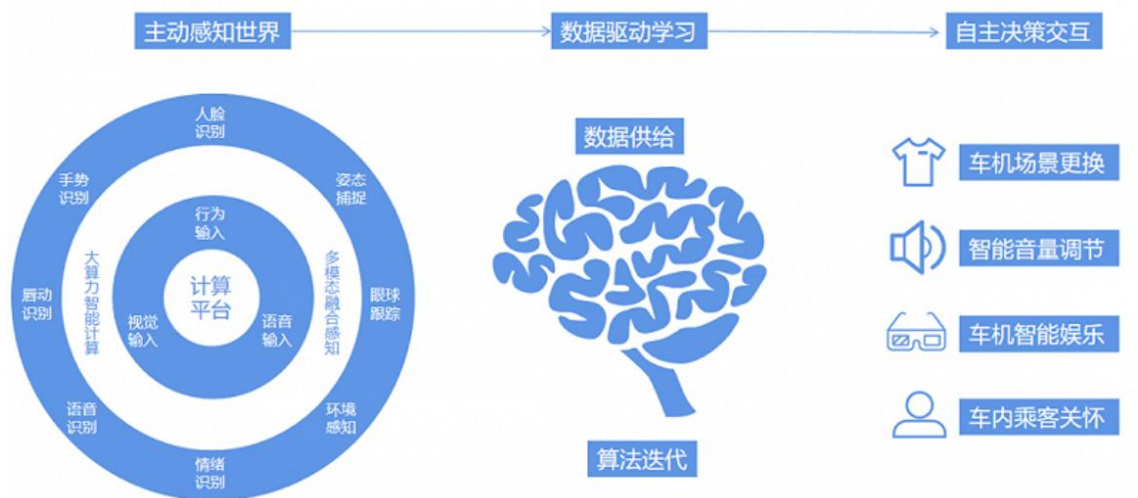 主动感知世界
数据驱动学习
自主决策交互
人脸
识别
手势
识别
姿态
捕捉
行为
输入
大算力智能计算
多模态融合感知
唇动
识别
计算
平台
眼球
跟踪
视觉
输入
语音
输入
语音
识别
环境
感知
情绪
识别
数据供给
算法迭代
车机场景更换
智能音量调节
车机智能娱乐
车内乘客关怀